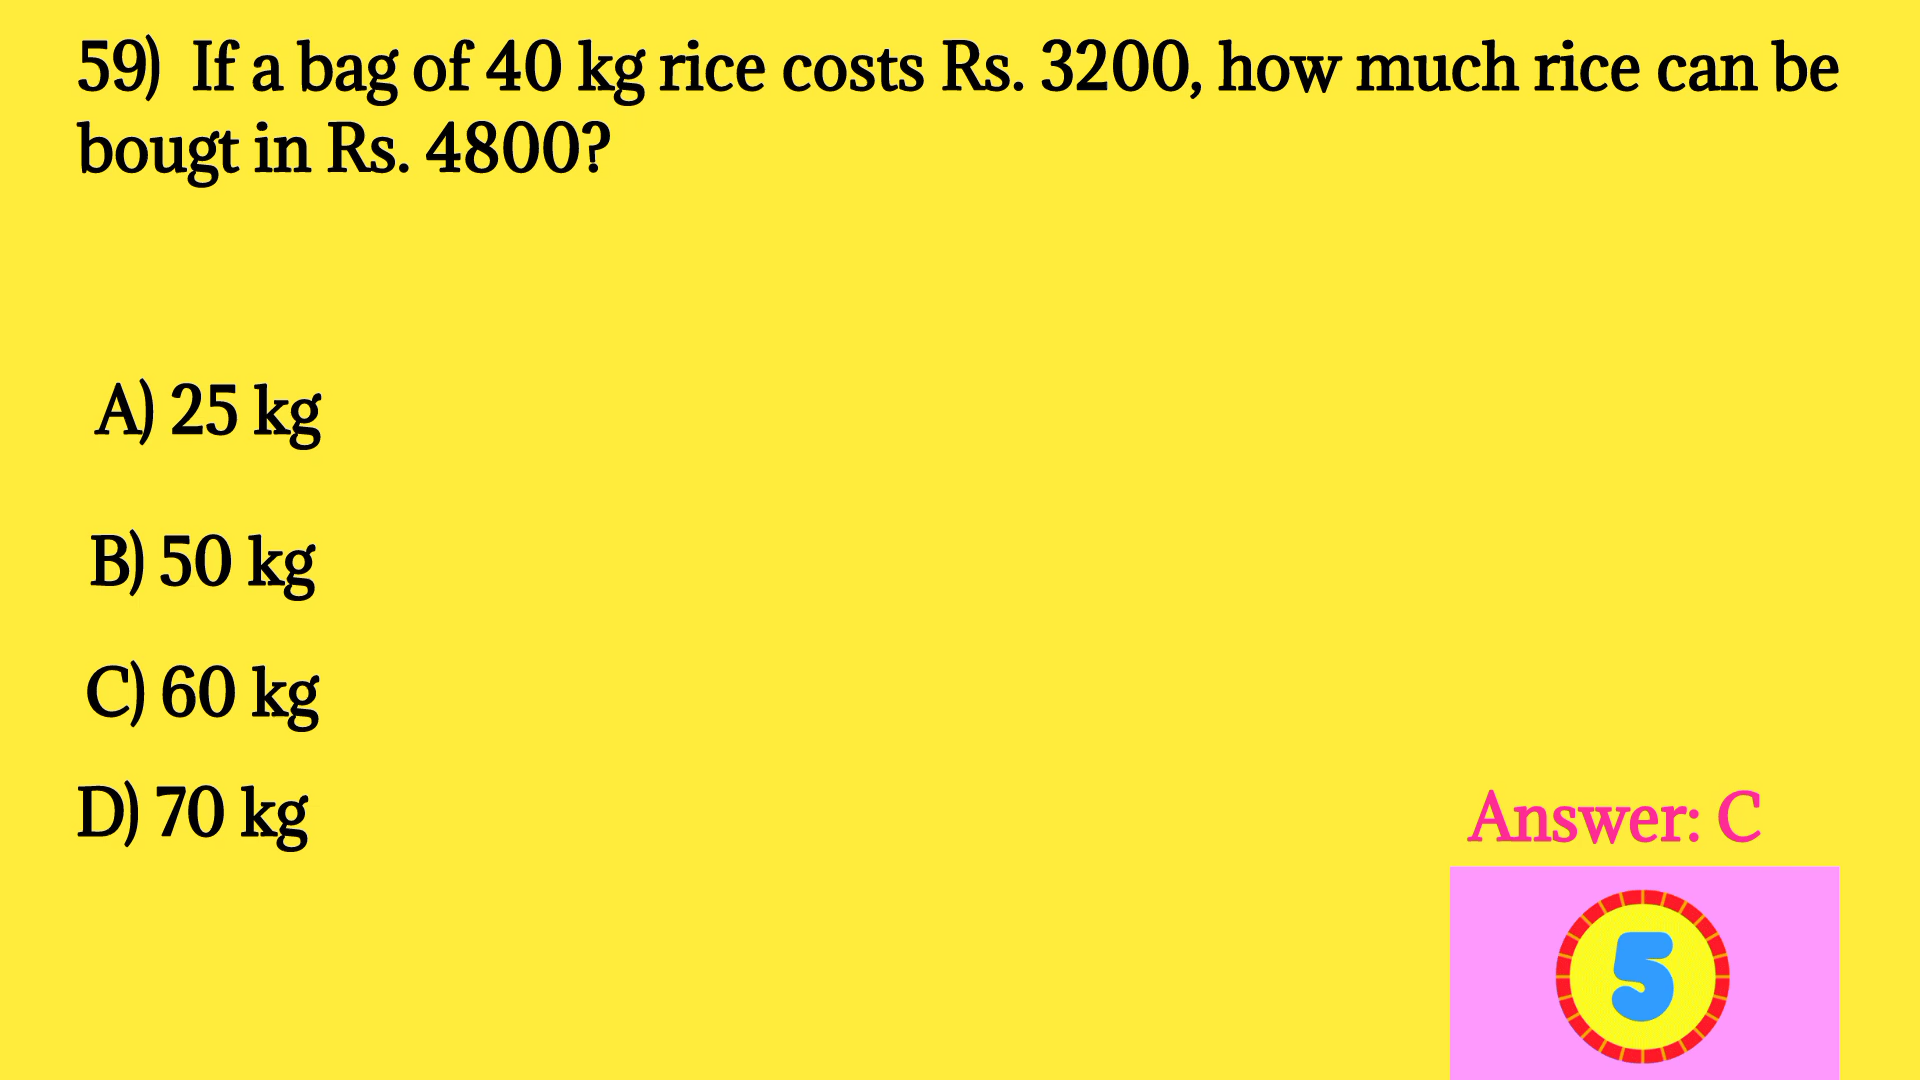 59)  If a bag of 40 kg rice costs Rs. 3200, how much rice can be
bougt in Rs. 4800?
A) 25 kg
B) 50 kg
C) 60 kg
D) 70 kg
Answer: C
5